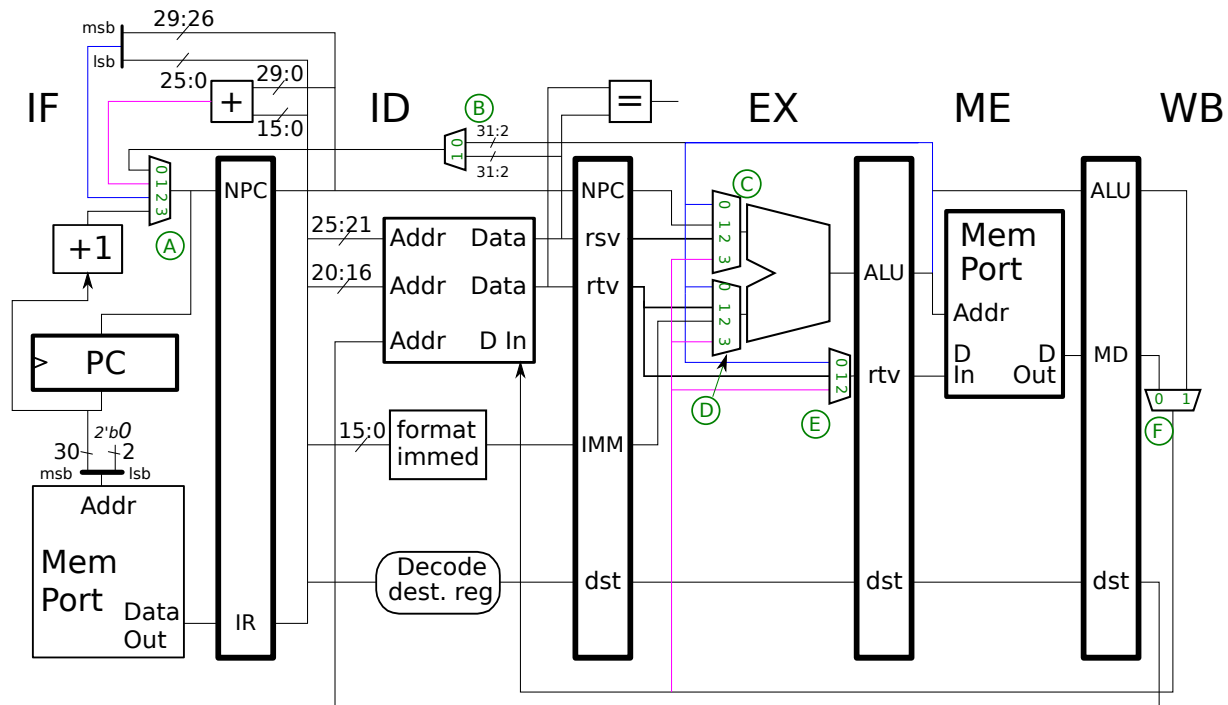 29:26
msb
lsb
25:0
29:0
+
15:0
IF
ID
B
=
EX
ME
WB
31:2
0
1
31:2
NPC
NPC
ALU
0
1
2
3
A
+1
C
0
1
2
3
25:21
Addr
Data
rsv
20:16
Addr
Data
rtv
Addr
D In
ALU
Mem
Port
Addr
D
In
D
Out
0
1
2
3
D
PC
0
1
2
rtv
E
MD
0
1
F
2'b0
30
2
msb
lsb
15:0
format
immed
IMM
Addr
Mem
Port
Data
Out
IR
Decode
dest. reg
dst
dst
dst